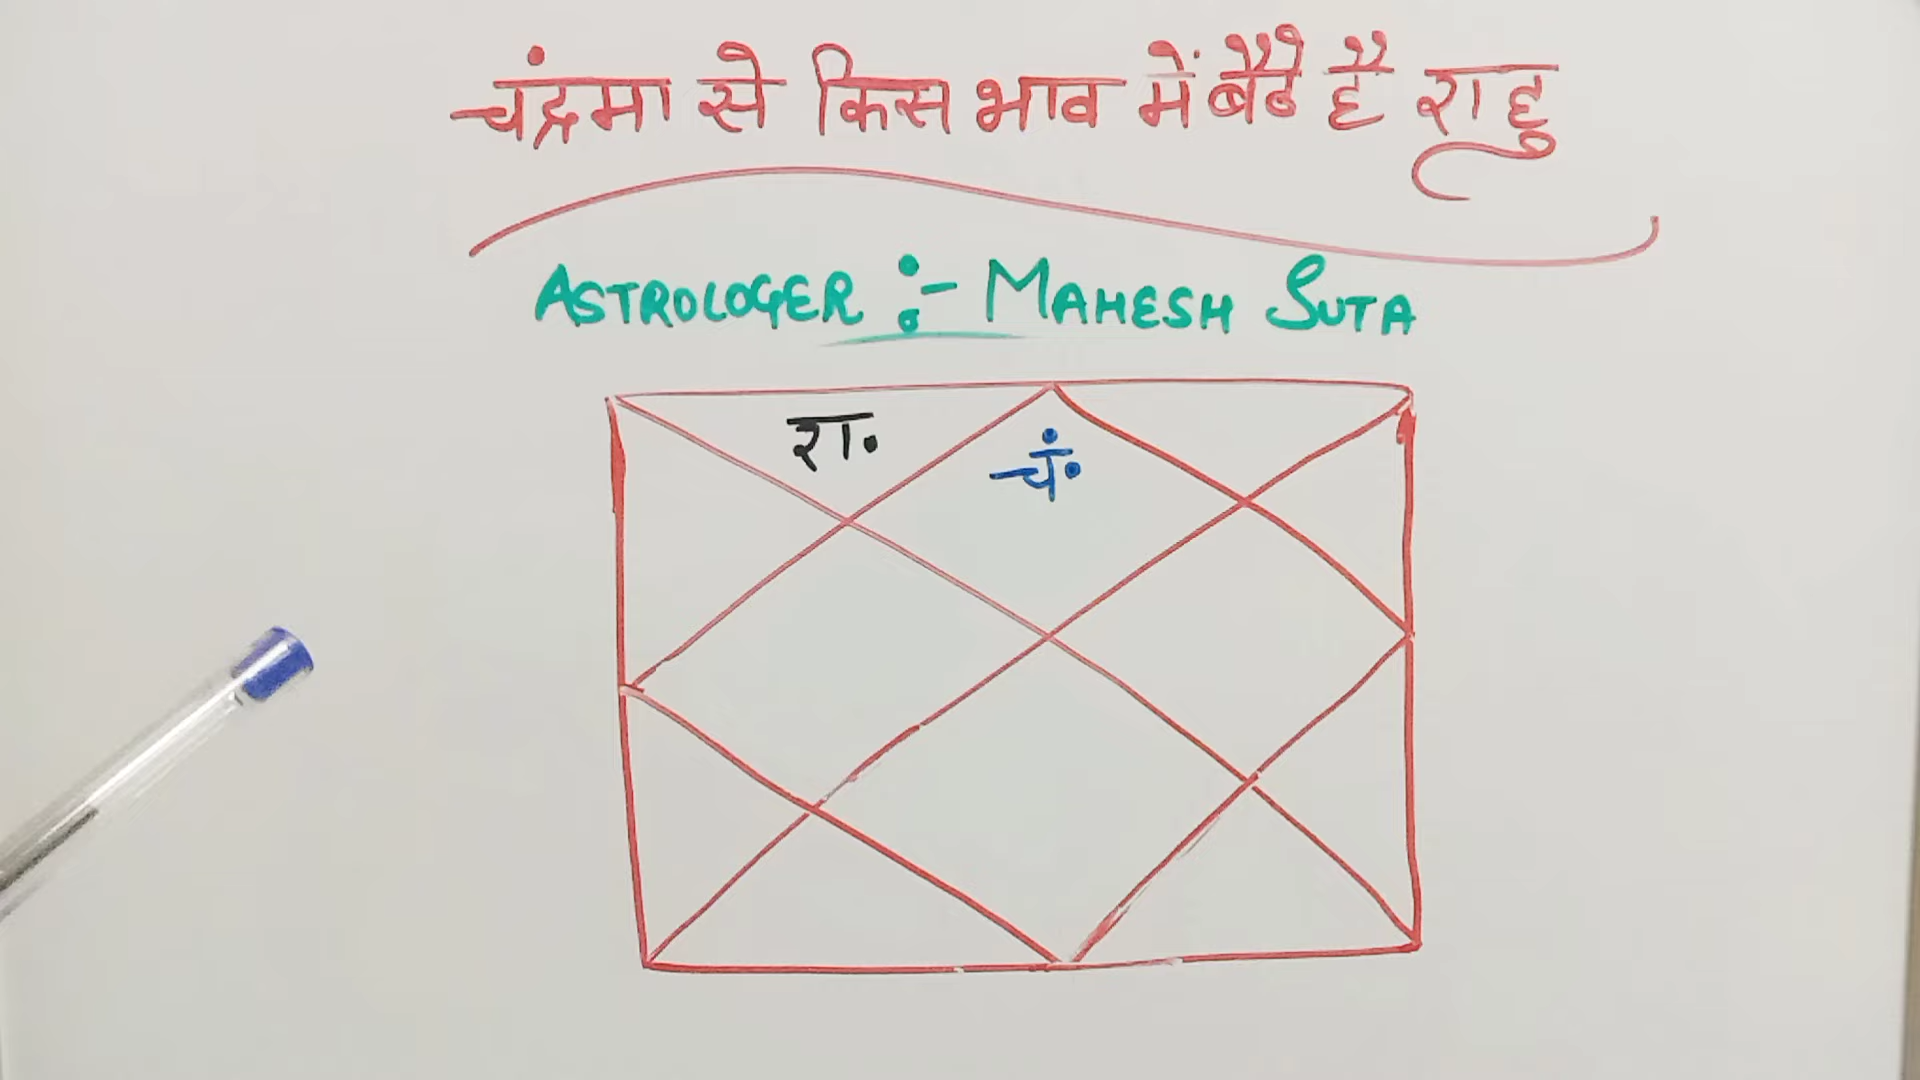 चंद्रमा से किस भाव में बैठे है राहु
ASTROLOGER :- MAHESH SUTA
रा.
चं.